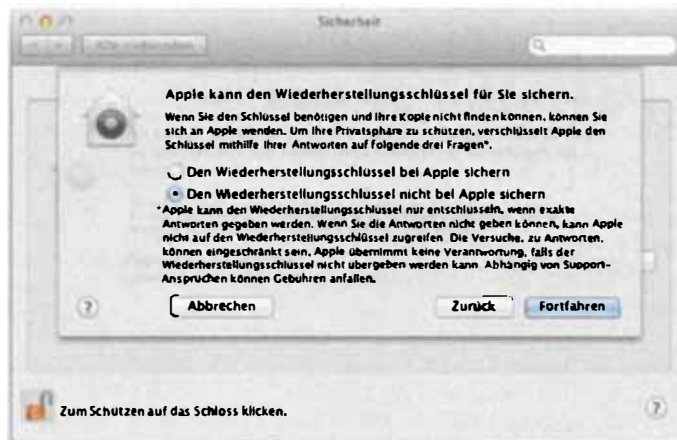 Sicherheit
Apple kann den Wiederherstellungsschlüssel für Sie sichern.
Wenn Sie den Schlüssel benötigen und Ihre Kopie nicht finden können, können Sie
sich an Apple wenden. Um Ihre Privatsphäre zu schützen, verschlüsselt Apple den
Schlüssel mithilfe Ihrer Antworten auf folgende drei Fragen*.
Den Wiederherstellungsschlüssel bei Apple sichern
Den Wiederherstellungsschlüssel nicht bei Apple sichern
*Apple kann den Wiederherstellungsschlüssel nur entschlüsseln, wenn exakte
Antworten gegeben werden. Wenn Sie die Antworten nicht geben können, kann Apple
nicht auf den Wiederherstellungsschlüssel zugreifen. Die Versuche, zu Antworten,
können eingeschränkt sein, Apple übernimmt keine Verantwortung, falls der
Wiederherstellungsschlüssel nicht übergeben werden kann. Abhängig von Support-
Ansprüchen können Gebühren anfallen.
? Abbrechen Zurück Fortfahren
Zum Schützen auf das Schloss klicken. ?